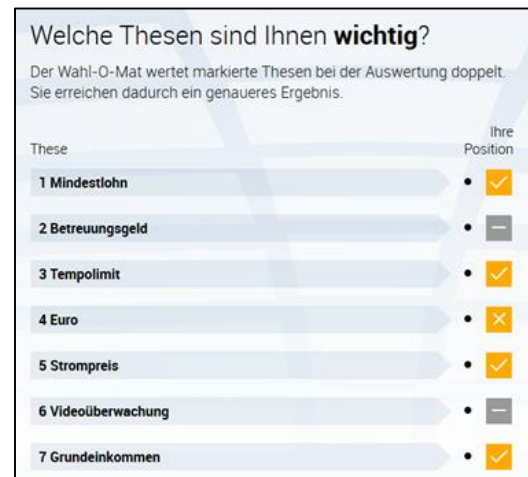 Welche Thesen sind Ihnen wichtig?
Der Wahl-O-Mat wertet markierte Thesen bei der Auswertung doppelt.
Sie erreichen dadurch ein genaueres Ergebnis.
These
Ihre
Position
1 Mindestlohn
2 Betreuungsgeld
3 Tempolimit
4 Euro
5 Strompreis
6 Videoüberwachung
7 Grundeinkommen